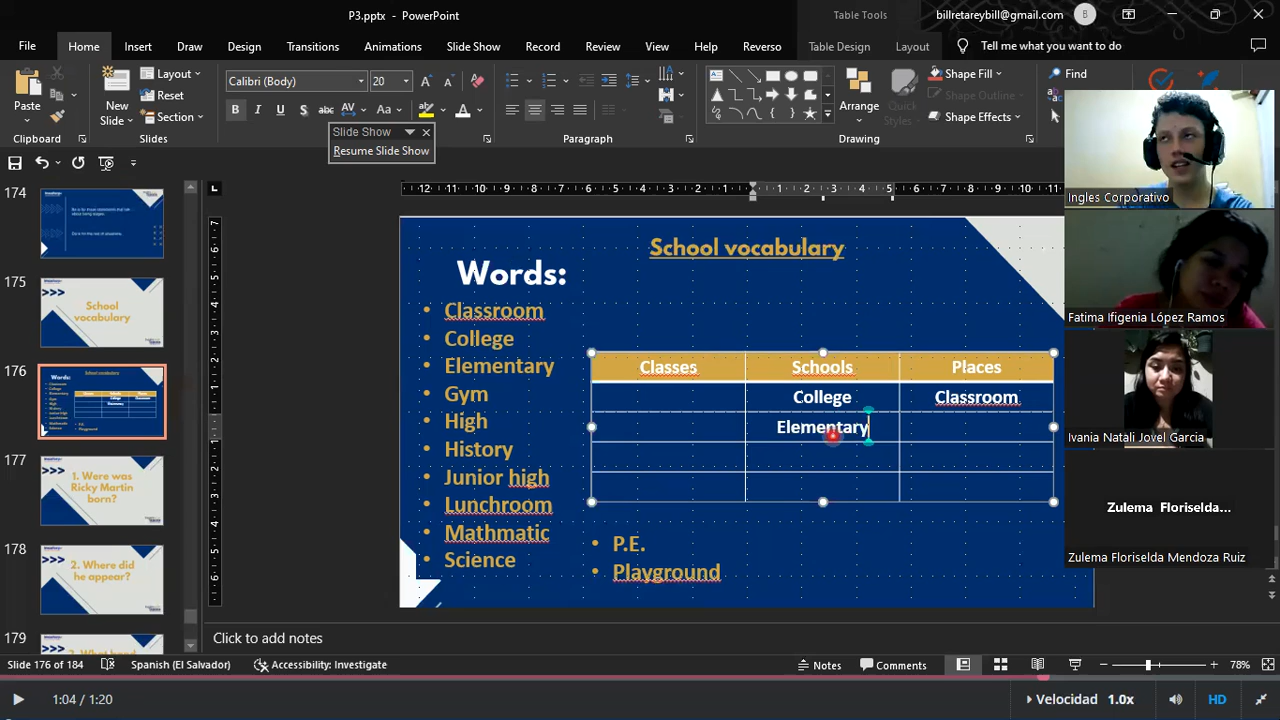 P3.pptx - PowerPoint
Table Tools
billretareybill@gmail.com
B
File
Home
Insert
Draw
Design
Transitions
Animations
Slide Show
Record
Review
View
Help
Reverso
Table Design
Layout
Tell me what you want to do
Paste
Clipboard
New Slide
Layout
Reset
Section
Slides
Calibri (Body)
20
Slide Show
Resume Slide Show
Paragraph
Arrange
Quick Styles
Shape Fill
Shape Outline
Shape Effects
Drawing
Find
Ingles Corporativo
Fatima Ifigenia López Ramos
Ivania Natali Jovel Garcia
Zulema Floriselda...
Zulema Floriselda Mendoza Ruiz
174
175
School vocabulary
176
177
1. Were was Ricky Martin born?
178
2. Where did he appear?
179
School vocabulary
Words:
Classroom
College
Elementary
Gym
High
History
Junior high
Lunchroom
Mathmatic
Science
P.E.
Playground
Classes Schools Places
College Classroom
Elementary
Click to add notes
Slide 176 of 184
Spanish (El Salvador)
Accessibility: Investigate
Notes
Comments
78%
1:04 / 1:20
Velocidad 1.0x
HD